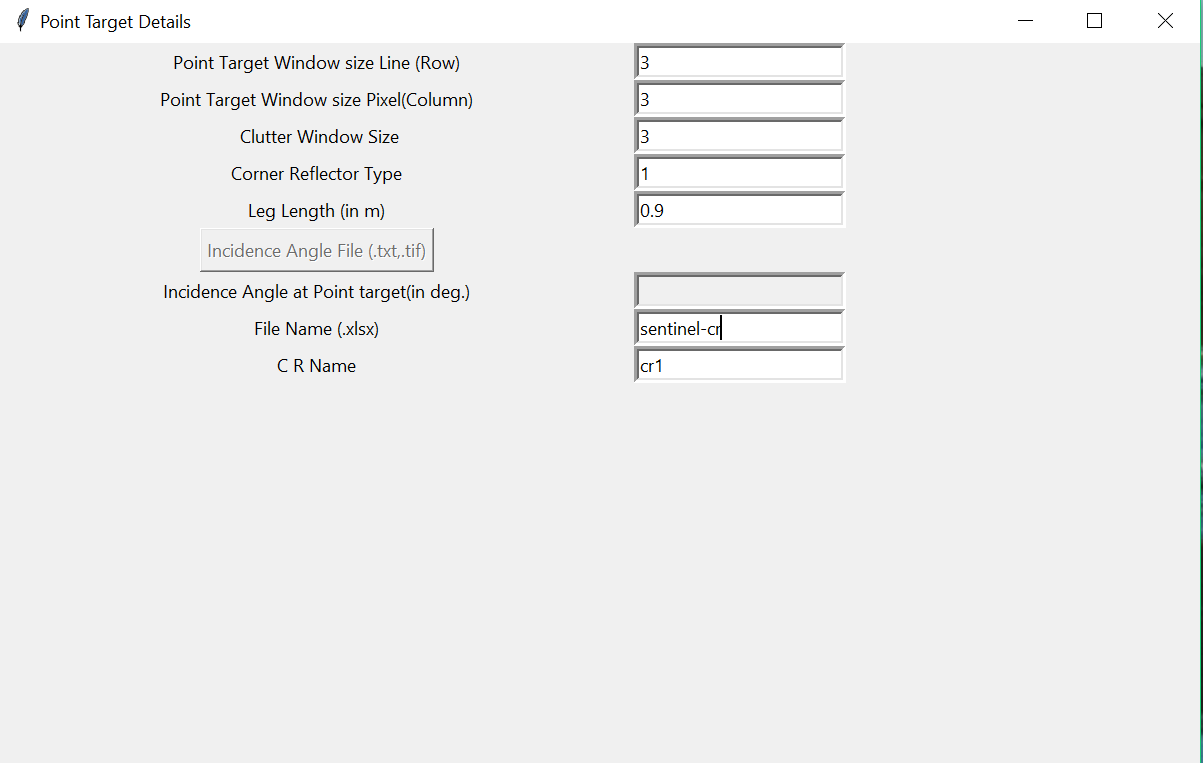 Point Target Details
Point Target Window size Line (Row) 3
Point Target Window size Pixel(Column) 3
Clutter Window Size 3
Corner Reflector Type 1
Leg Length (in m) 0.9
Incidence Angle File (.txt,.tif)
Incidence Angle at Point target(in deg.)
File Name (.xlsx) sentinel-cr
C R Name cr1